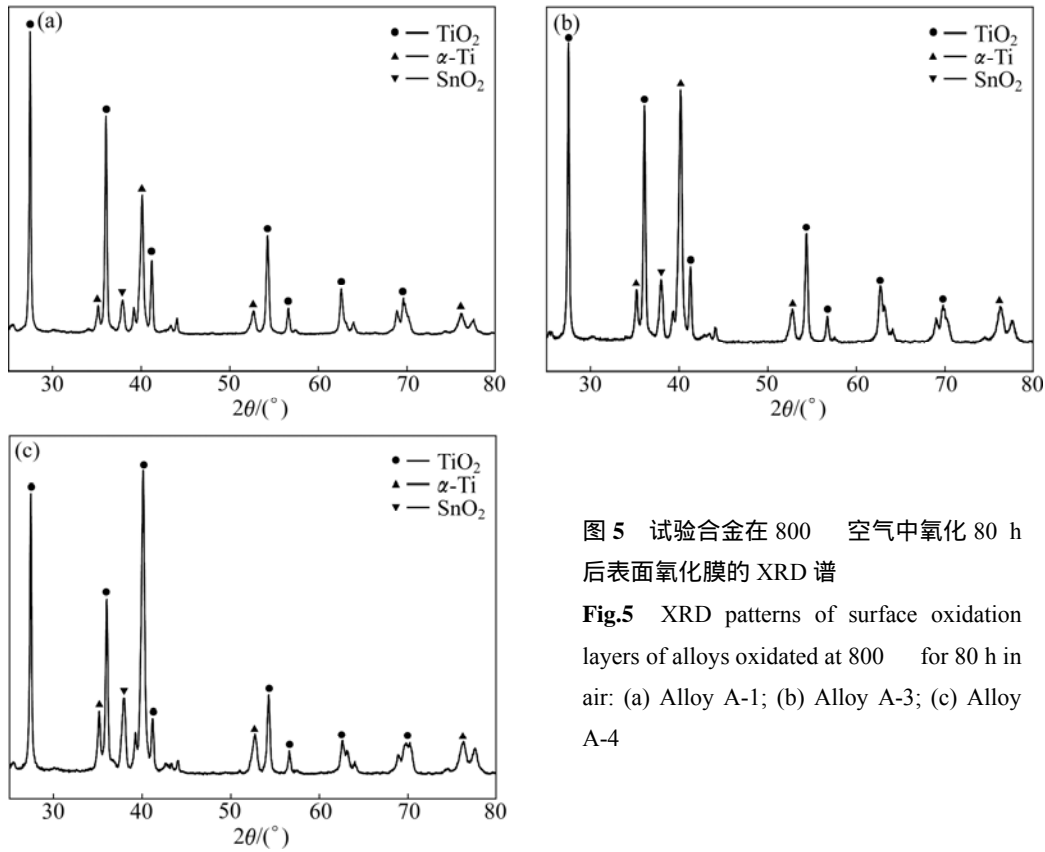 (a)
● — TiO₂
▲ — α-Ti
▼ — SnO₂
30 40 50 60 70 80
2θ/(°)
(b)
● — TiO₂
▲ — α-Ti
▼ — SnO₂
30 40 50 60 70 80
2θ/(°)
(c)
● — TiO₂
▲ — α-Ti
▼ — SnO₂
30 40 50 60 70 80
2θ/(°)
图 5 试验合金在 800 空气中氧化 80 h
后表面氧化膜的 XRD 谱
Fig.5 XRD patterns of surface oxidation
layers of alloys oxidated at 800 for 80 h in
air: (a) Alloy A-1; (b) Alloy A-3; (c) Alloy
A-4